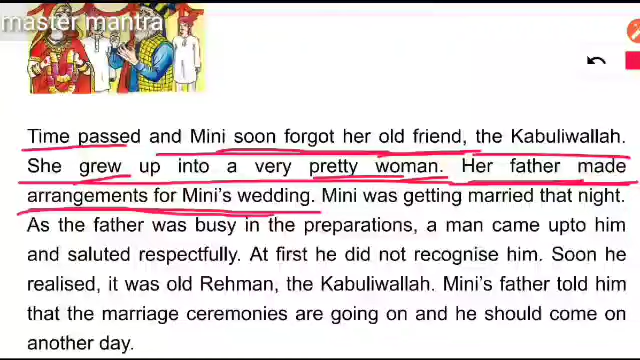 master mantra
Time passed and Mini soon forgot her old friend, the Kabuliwallah.
She grew up into a very pretty woman. Her father made
arrangements for Mini's wedding. Mini was getting married that night.
As the father was busy in the preparations, a man came upto him
and saluted respectfully. At first he did not recognise him. Soon he
realised, it was old Rehman, the Kabuliwallah. Mini's father told him
that the marriage ceremonies are going on and he should come on
another day.